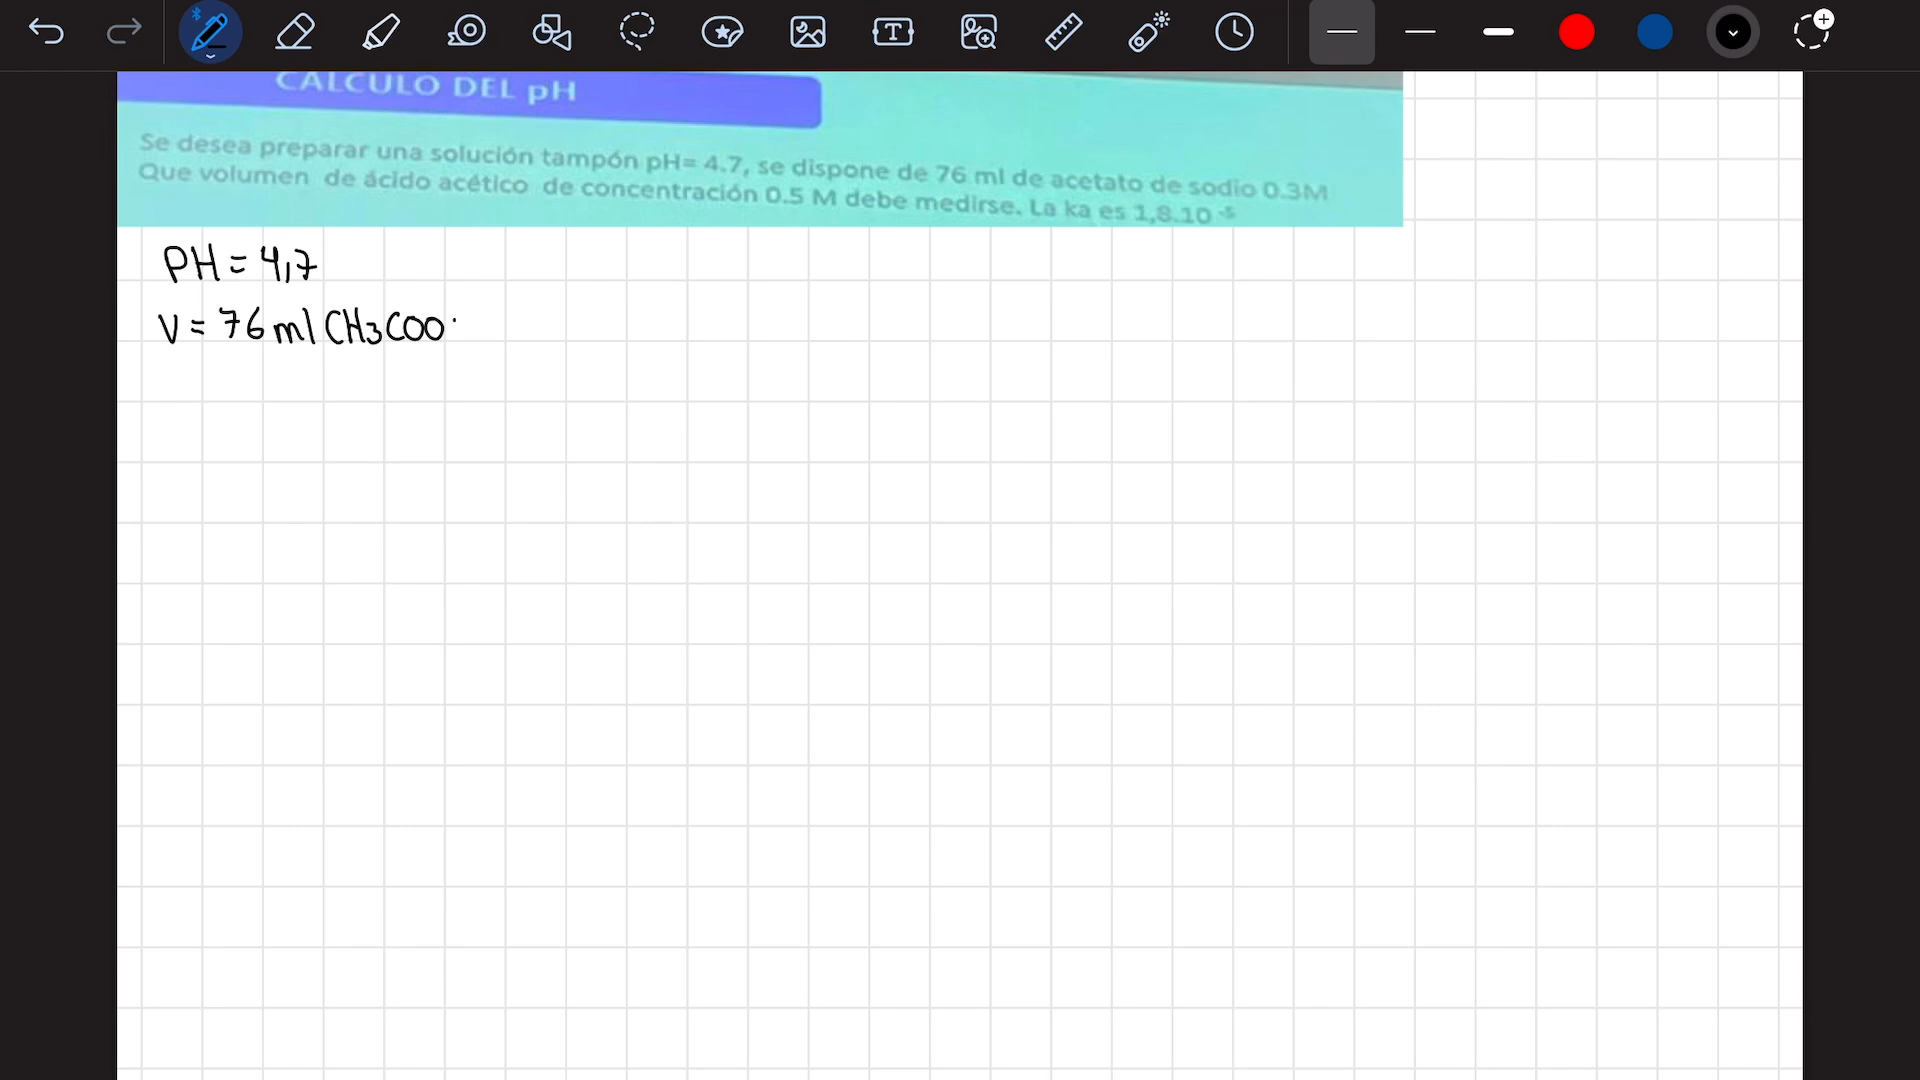 CALCULO DEL pH
Se desea preparar una solución tampón pH= 4.7, se dispone de 76 ml de acetato de sodio 0.3M
Que volumen de ácido acético de concentración 0.5 M debe medirse. La ka es 1,8.10 -5
PH = 4,7
V = 76 ml CH3COO